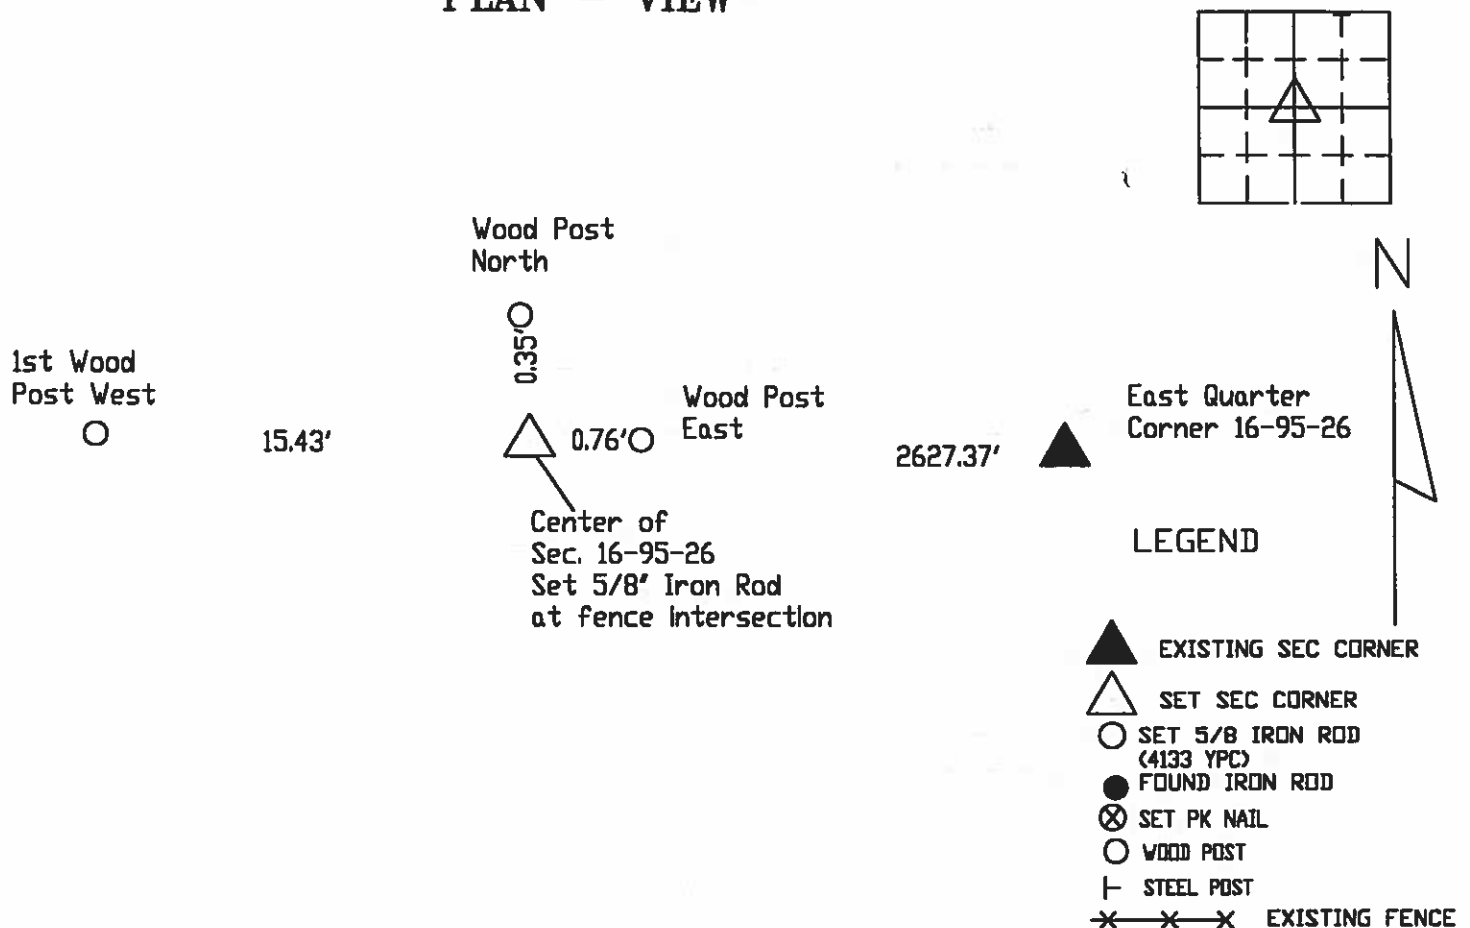 PLAN - VIEW
Wood Post
North
N
0.35'
1st Wood
Post West
Wood Post
East
East Quarter
Corner 16-95-26
15.43'
0.76'
2627.37'
Center of
Sec. 16-95-26
Set 5/8" Iron Rod
at fence intersection
LEGEND
EXISTING SEC CORNER
SET SEC CORNER
SET 5/8 IRON ROD
(4133 YPC)
FOUND IRON ROD
SET PK NAIL
WOOD POST
STEEL POST
EXISTING FENCE